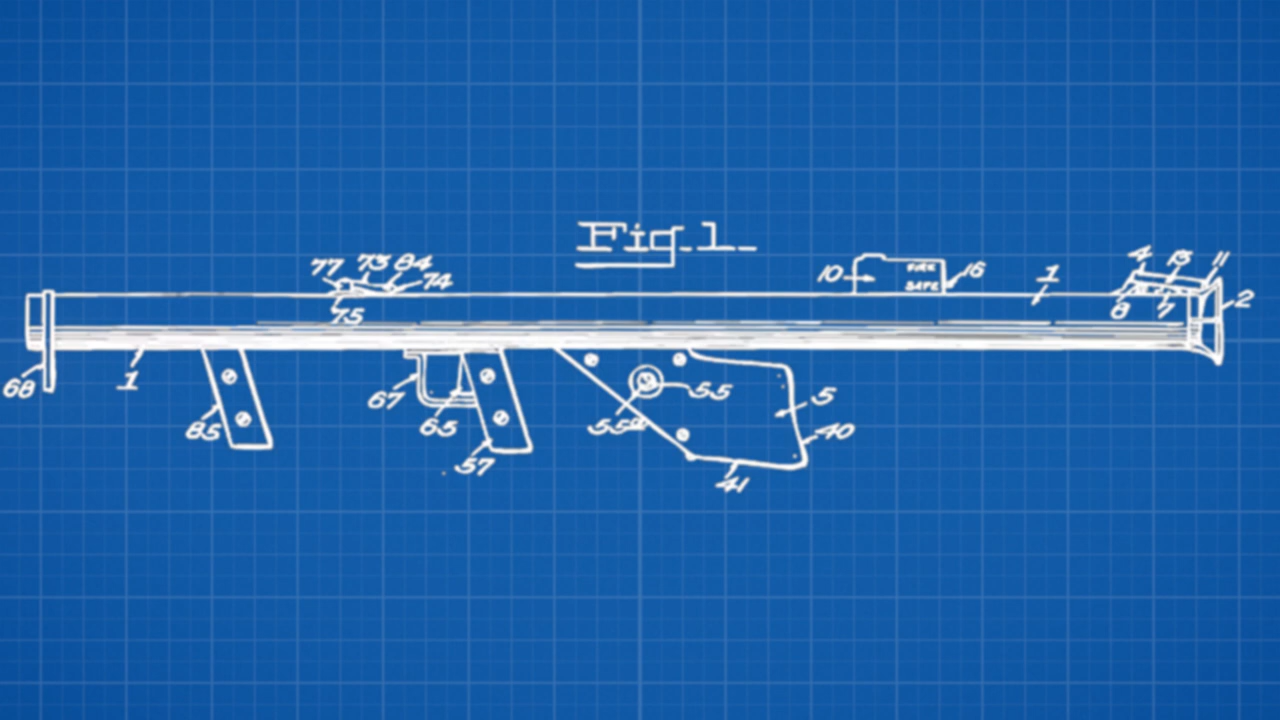 Fig. 1.
77 73 84 74 75
10 FIRE SAFE 16
1
4 13 11 8 7 2
68 1 85
67 65 57
55 55a 5 40 41